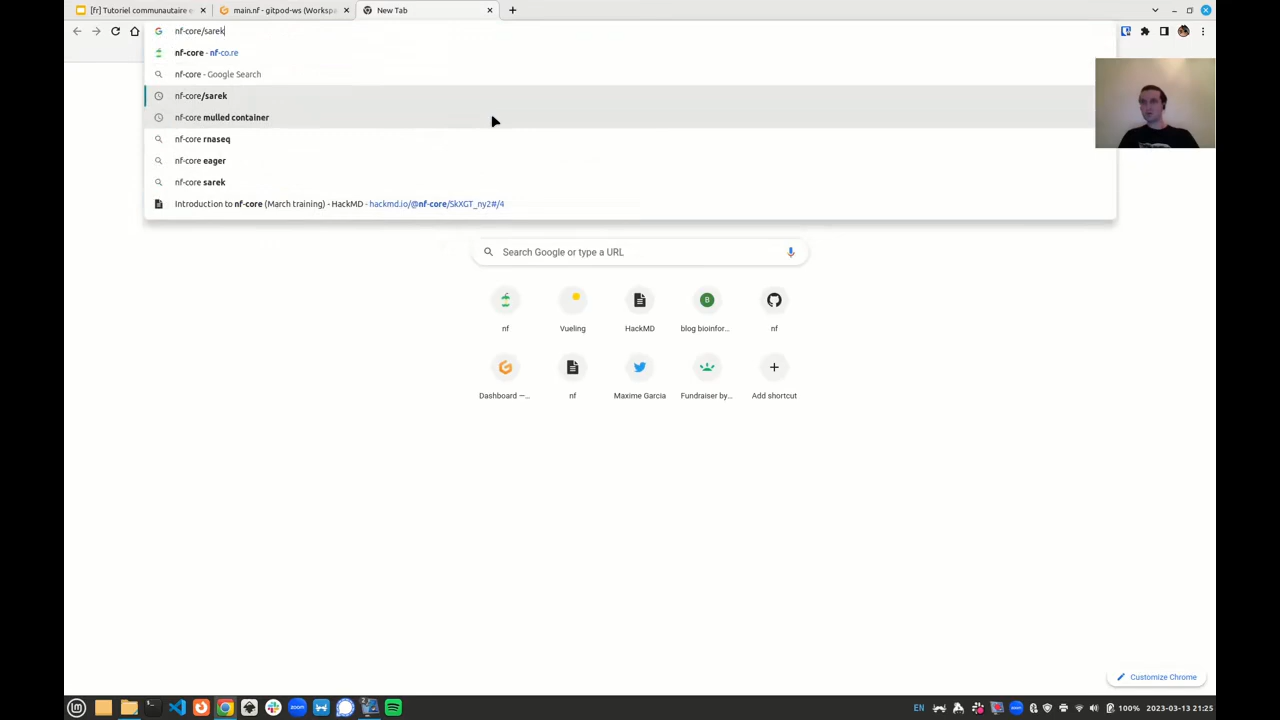 [fr] Tutoriel communautaire e
main.nf - gitpod-ws (Workspa
New Tab
nf-core/sarek
nf-core - nf-co.re
nf-core - Google Search
nf-core/sarek
nf-core mulled container
nf-core rnaseq
nf-core eager
nf-core sarek
Introduction to nf-core (March training) - HackMD - hackmd.io/@nf-core/SkXGT_ny2#/4
Search Google or type a URL
nf
Vueling
HackMD
B
blog bioinfor...
nf
Dashboard —...
nf
Maxime Garcia
Fundraiser by...
Add shortcut
Customize Chrome
EN
100%
2023-03-13 21:25